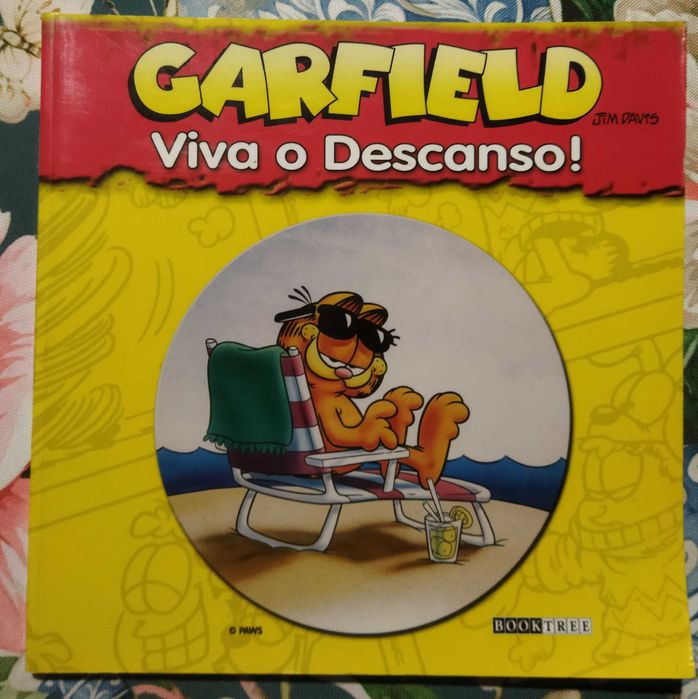 GARFIELD
JIM DAVIS
Viva o Descanso!
© PAWS
BOOKTREE